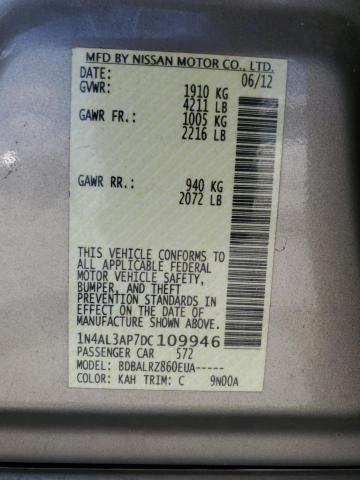 MFD BY NISSAN MOTOR CO., LTD.
DATE: 06/12
GVWR: 1910 KG
4211 LB
GAWR FR: 1005 KG
2216 LB
GAWR RR: 940 KG
2072 LB
THIS VEHICLE CONFORMS TO
ALL APPLICABLE FEDERAL
MOTOR VEHICLE SAFETY,
BUMPER, AND THEFT
PREVENTION STANDARDS IN
EFFECT ON THE DATE OF
MANUFACTURE SHOWN ABOVE.
1N4AL3AP7DC109946
PASSENGER CAR 572
MODEL: BDBALRZ860EUA-----
COLOR: KAH TRIM: C 9N00A